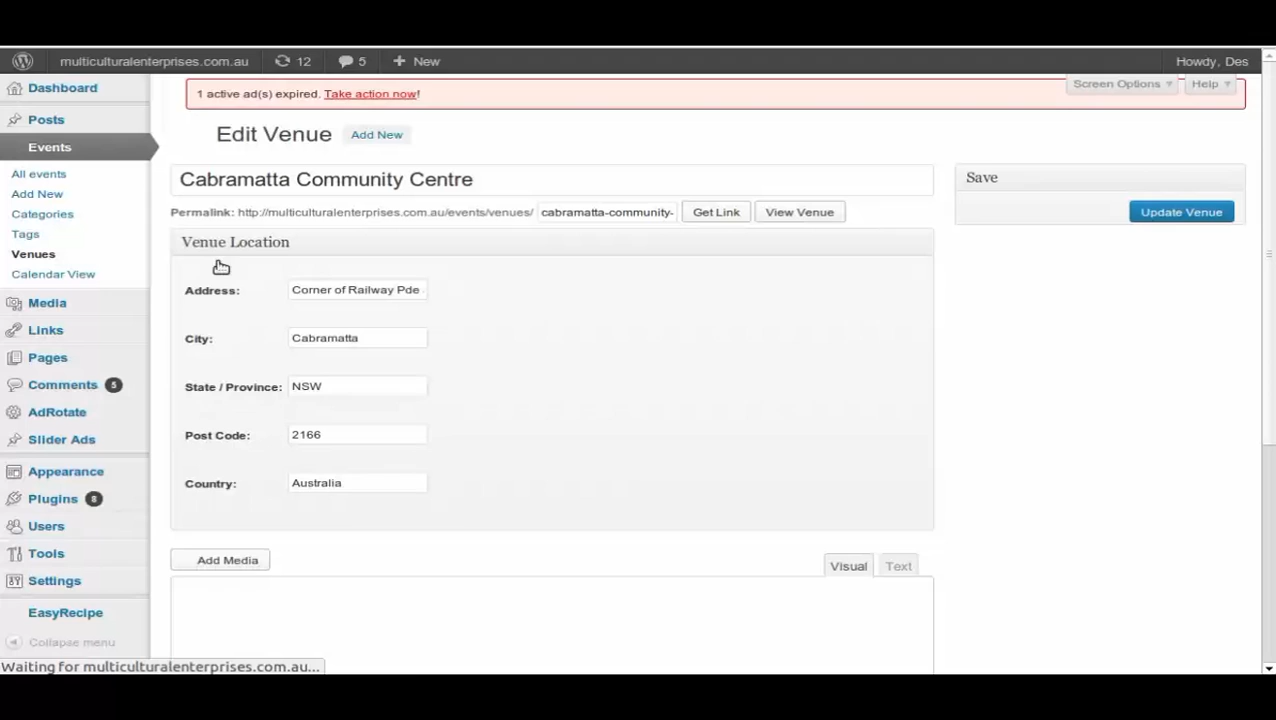 multiculturalenterprises.com.au 12 5 + New Howdy, Des
Dashboard
Posts
Events
All events
Add New
Categories
Tags
Venues
Calendar View
Media
Links
Pages
Comments 5
AdRotate
Slider Ads
Appearance
Plugins 8
Users
Tools
Settings
EasyRecipe
Collapse menu
Waiting for multiculturalenterprises.com.au...
1 active ad(s) expired. Take action now!
Screen Options Help
Edit Venue Add New
Cabramatta Community Centre
Permalink: http://multiculturalenterprises.com.au/events/venues/ cabramatta-community- Get Link View Venue
Venue Location
Address: Corner of Railway Pde
City: Cabramatta
State / Province: NSW
Post Code: 2166
Country: Australia
Add Media Visual Text
Save
Update Venue